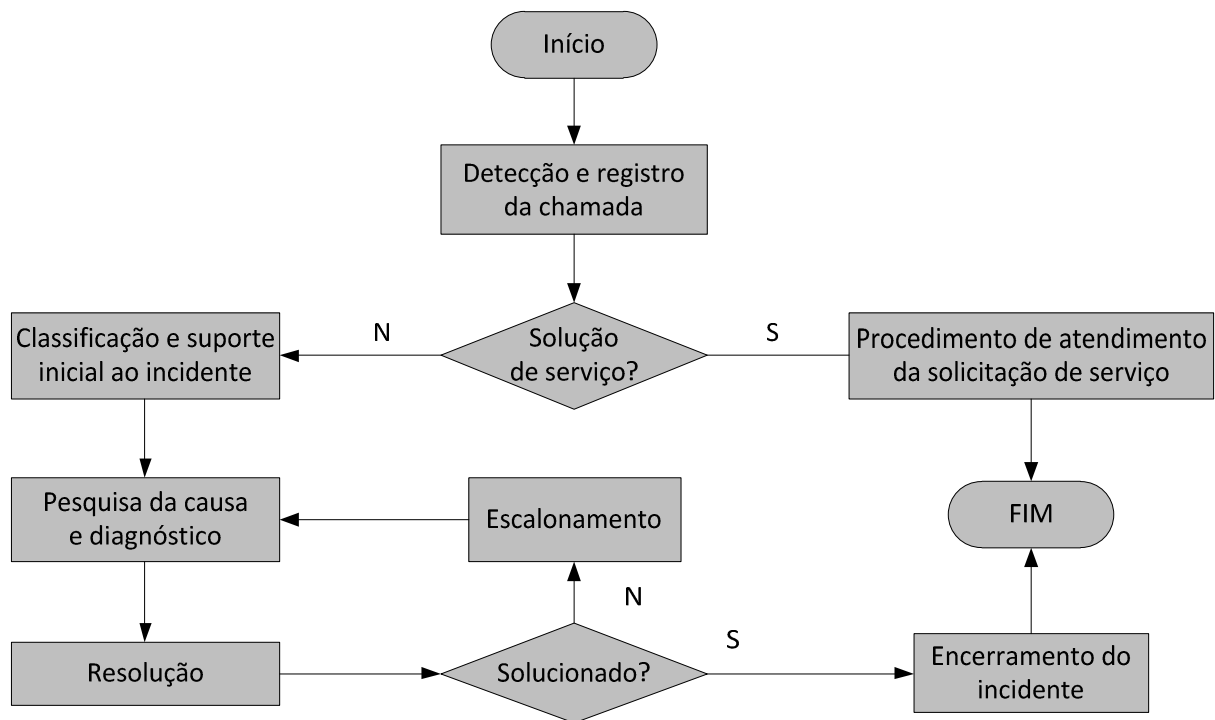 Início
Detecção e registro
da chamada
Solução
de serviço?
N
S
Classificação e suporte
inicial ao incidente
Procedimento de atendimento
da solicitação de serviço
Pesquisa da causa
e diagnóstico
Escalonamento
FIM
N
S
Resolução
Solucionado?
Encerramento do
incidente